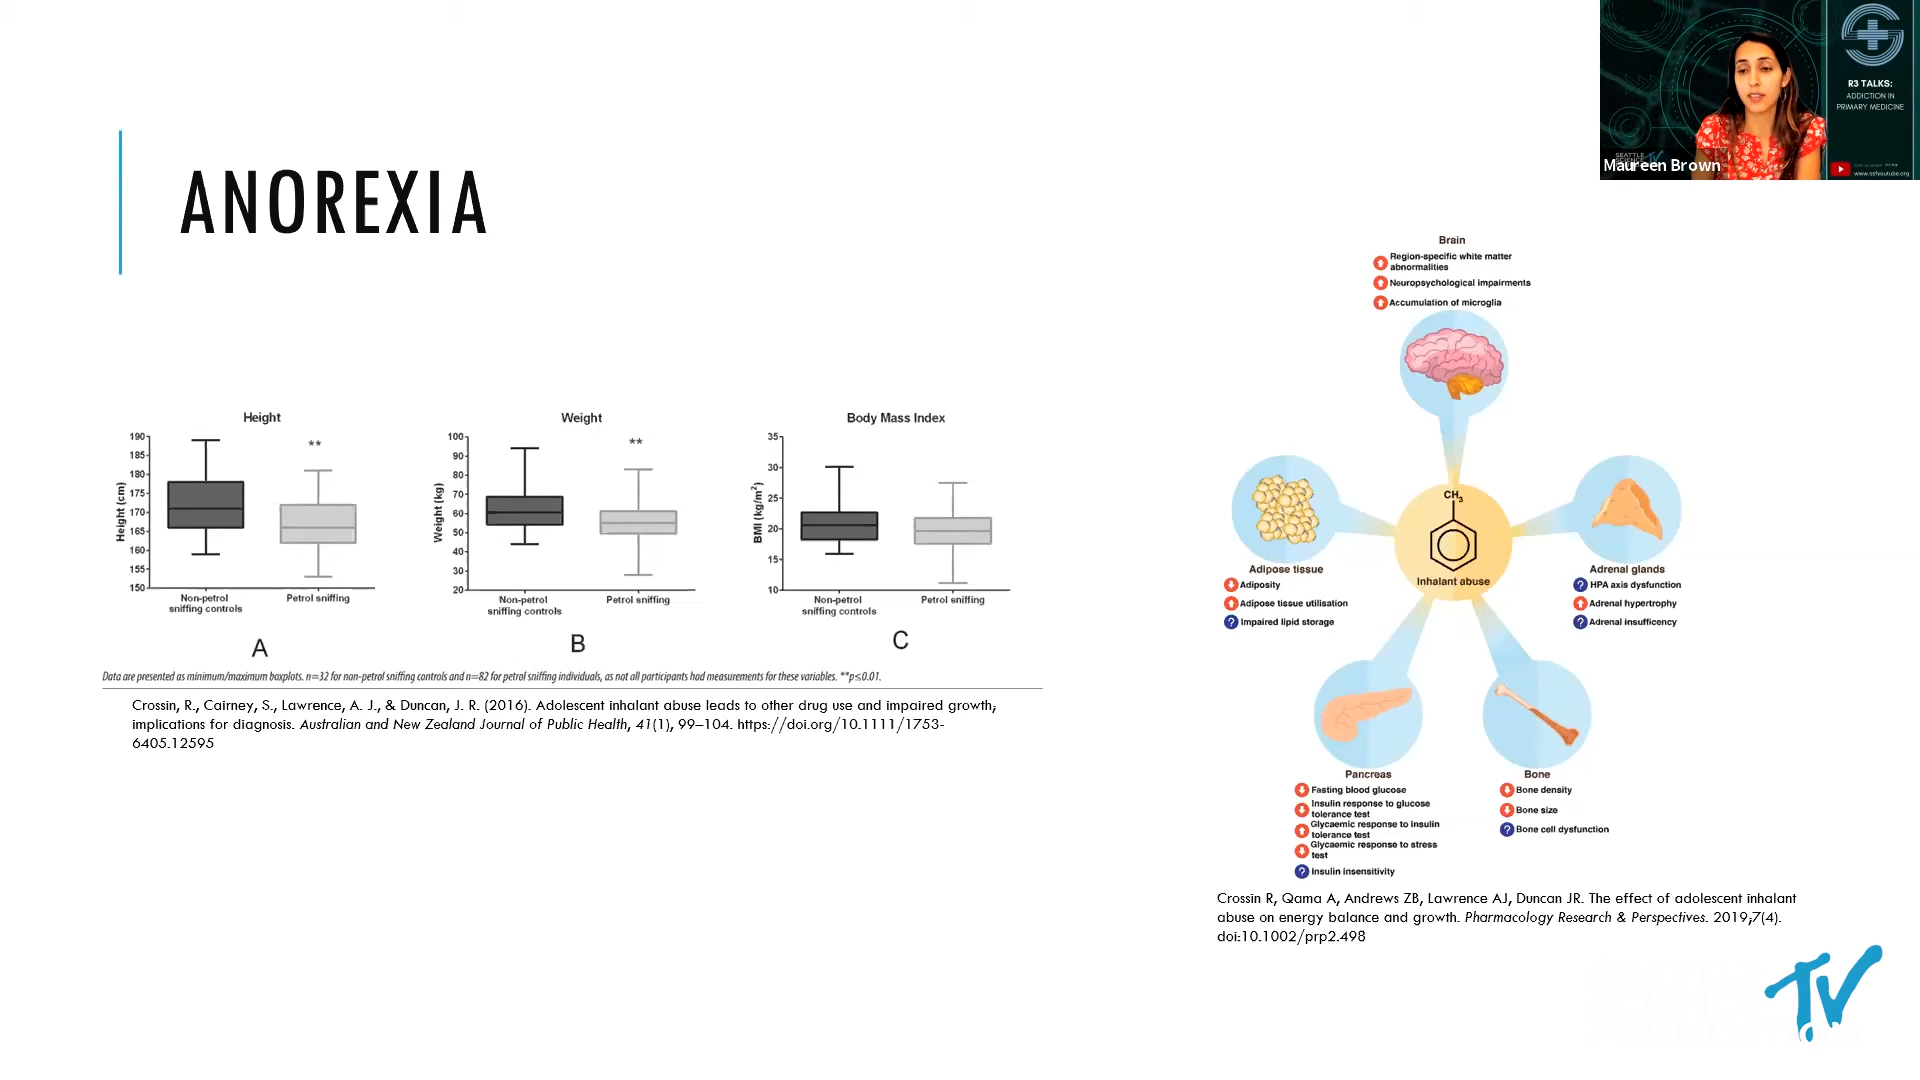 R3 TALKS:
ADDICTION IN
PRIMARY MEDICINE
SEATTLE
SCIENCE
Maureen Brown
www.ssfyoutube.org
ANOREXIA
Height
190
185
180
175
170
165
160
155
150
Height (cm)
**
Non-petrol
sniffing controls
Petrol sniffing
A
Weight
100
90
80
70
60
50
40
30
20
Weight (kg)
**
Non-petrol
sniffing controls
Petrol sniffing
B
Body Mass Index
35
30
25
20
15
10
BMI (kg/m²)
Non-petrol
sniffing controls
Petrol sniffing
C
Data are presented as minimum/maximum boxplots. n=32 for non-petrol sniffing controls and n=82 for petrol sniffing individuals, as not all participants had measurements for these variables. **p≤0.01.
Crossin, R., Cairney, S., Lawrence, A. J., & Duncan, J. R. (2016). Adolescent inhalant abuse leads to other drug use and impaired growth;
implications for diagnosis. Australian and New Zealand Journal of Public Health, 41(1), 99–104. https://doi.org/10.1111/1753-
6405.12595
Brain
Region-specific white matter
abnormalities
Neuropsychological impairments
Accumulation of microglia
CH3
Inhalant abuse
Adipose tissue
Adiposity
Adipose tissue utilisation
? Impaired lipid storage
Adrenal glands
? HPA axis dysfunction
Adrenal hypertrophy
? Adrenal insufficency
Pancreas
Fasting blood glucose
Insulin response to glucose
tolerance test
Glycaemic response to insulin
tolerance test
Glycaemic response to stress
test
? Insulin insensitivity
Bone
Bone density
Bone size
? Bone cell dysfunction
Crossin R, Qama A, Andrews ZB, Lawrence AJ, Duncan JR. The effect of adolescent inhalant
abuse on energy balance and growth. Pharmacology Research & Perspectives. 2019;7(4).
doi:10.1002/prp2.498
TV